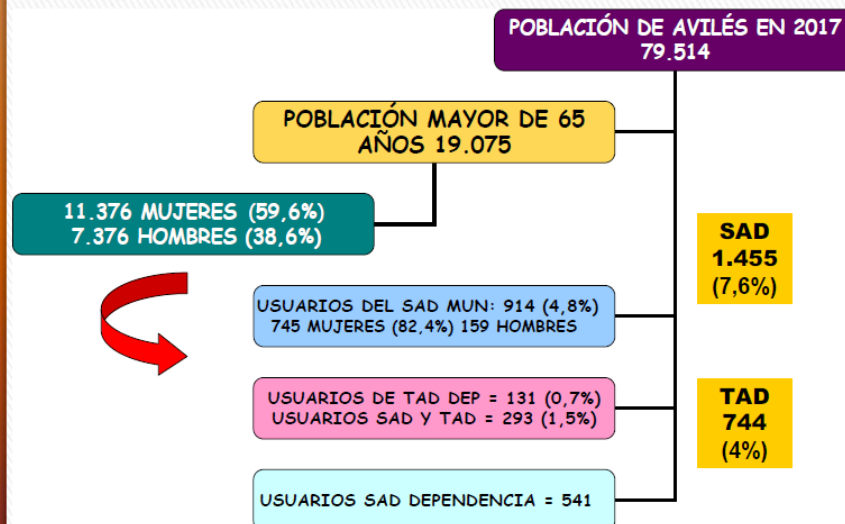 POBLACIÓN DE AVILÉS EN 2017
79.514
POBLACIÓN MAYOR DE 65
AÑOS 19.075
11.376 MUJERES (59,6%)
7.376 HOMBRES (38,6%)
SAD
1.455
(7,6%)
USUARIOS DEL SAD MUN: 914 (4,8%)
745 MUJERES (82,4%) 159 HOMBRES
USUARIOS DE TAD DEP = 131 (0,7%)
USUARIOS SAD Y TAD = 293 (1,5%)
TAD
744
(4%)
USUARIOS SAD DEPENDENCIA = 541